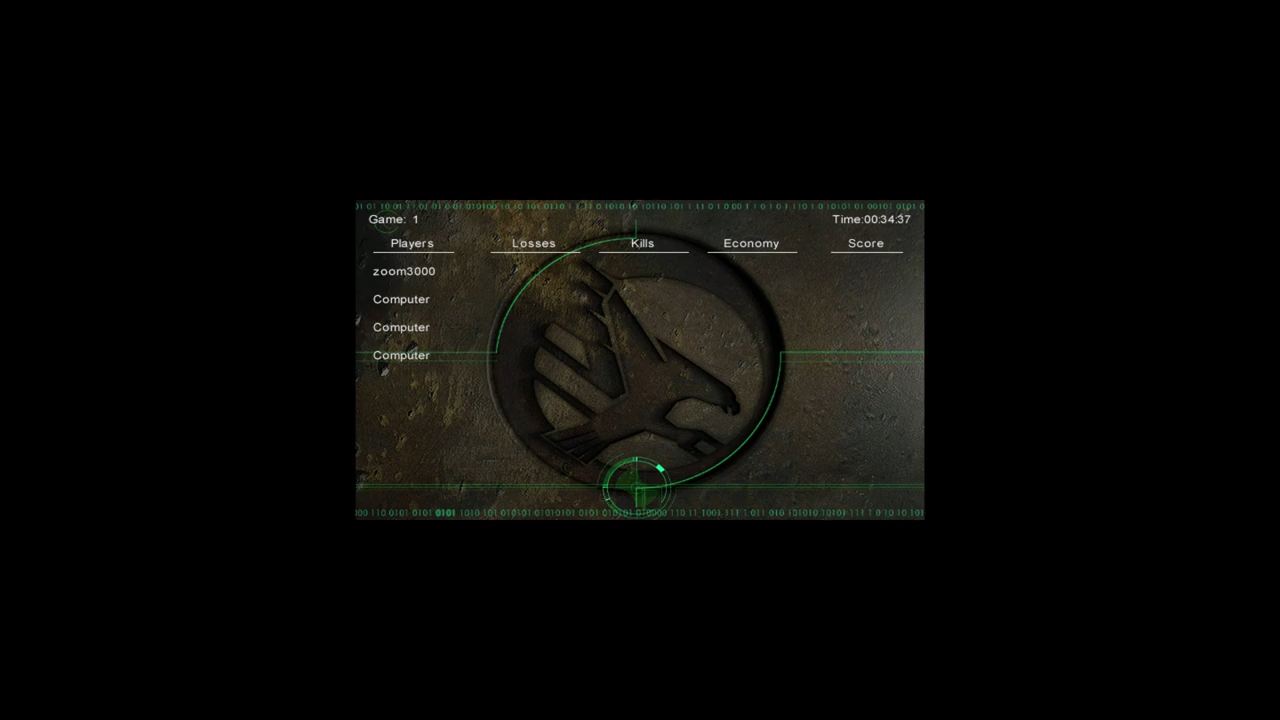 Game: 1 Time:00:34:37
Players Losses Kills Economy Score
zoom3000
Computer
Computer
Computer